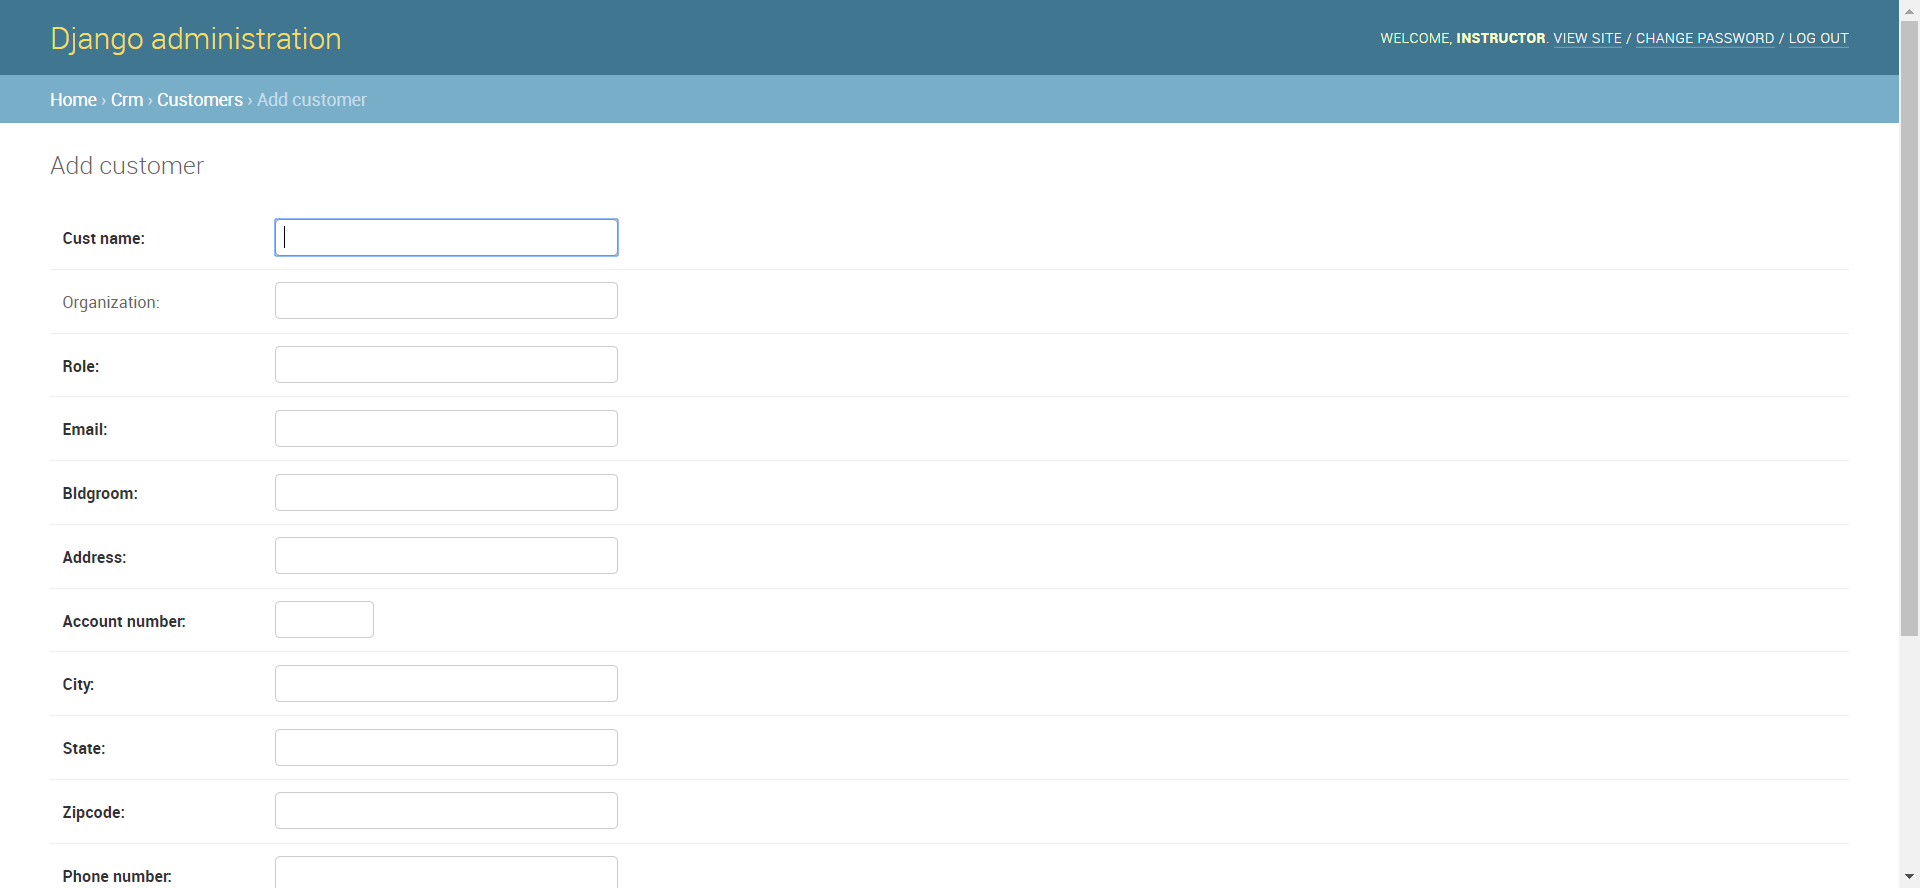 Django administration
WELCOME, INSTRUCTOR. VIEW SITE / CHANGE PASSWORD / LOG OUT
Home › Crm › Customers › Add customer
Add customer
Cust name:
Organization:
Role:
Email:
Bldgroom:
Address:
Account number:
City:
State:
Zipcode:
Phone number: